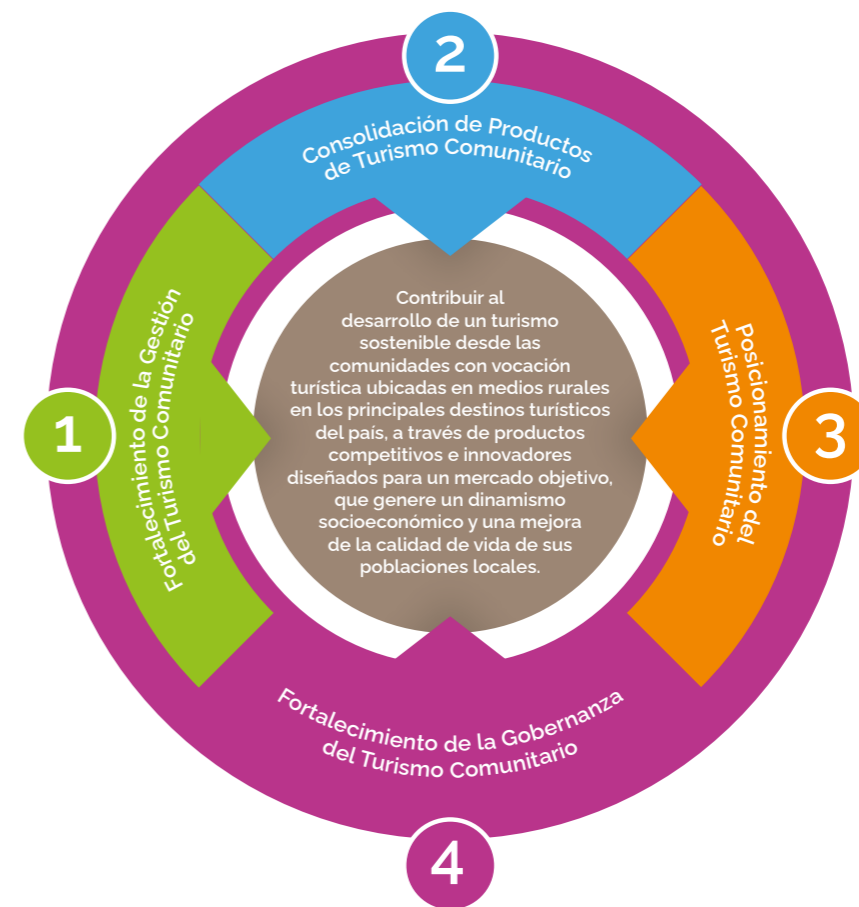 2
Consolidación de Productos
de Turismo Comunitario
1
Fortalecimiento de la Gestión
del Turismo Comunitario
Contribuir al
desarrollo de un turismo
sostenible desde las
comunidades con vocación
turística ubicadas en medios rurales
en los principales destinos turísticos
del país, a través de productos
competitivos e innovadores
diseñados para un mercado objetivo,
que genere un dinamismo
socioeconómico y una mejora
de la calidad de vida de sus
poblaciones locales.
3
Posicionamiento del
Turismo Comunitario
Fortalecimiento de la Gobernanza
del Turismo Comunitario
4